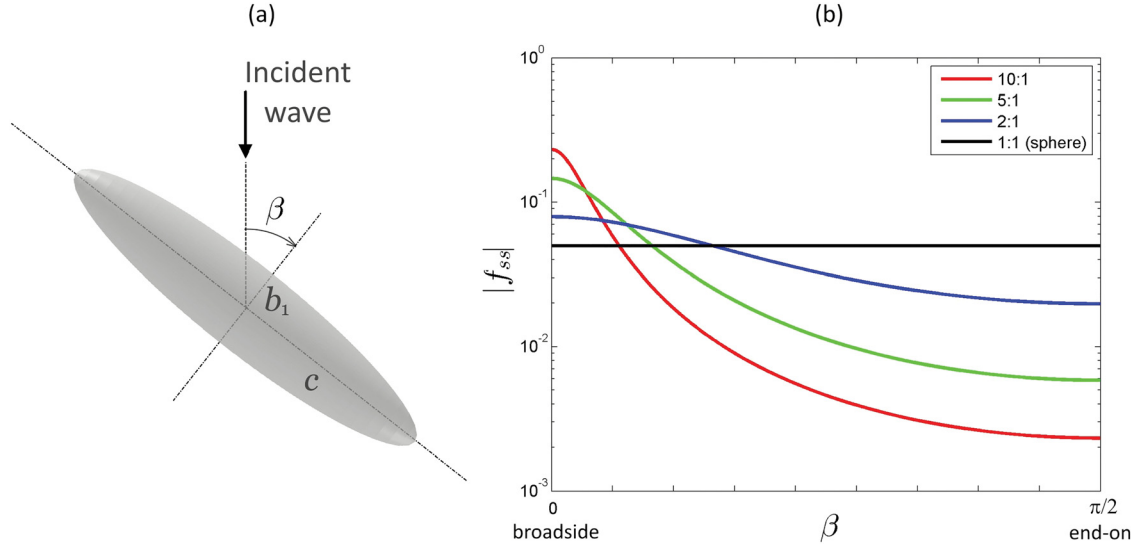 (a)
Incident
wave
β
b₁
c
(b)
10⁰
10⁻¹
10⁻²
10⁻³
|f_ss|
10:1
5:1
2:1
1:1 (sphere)
0
π/2
broadside
β
end-on